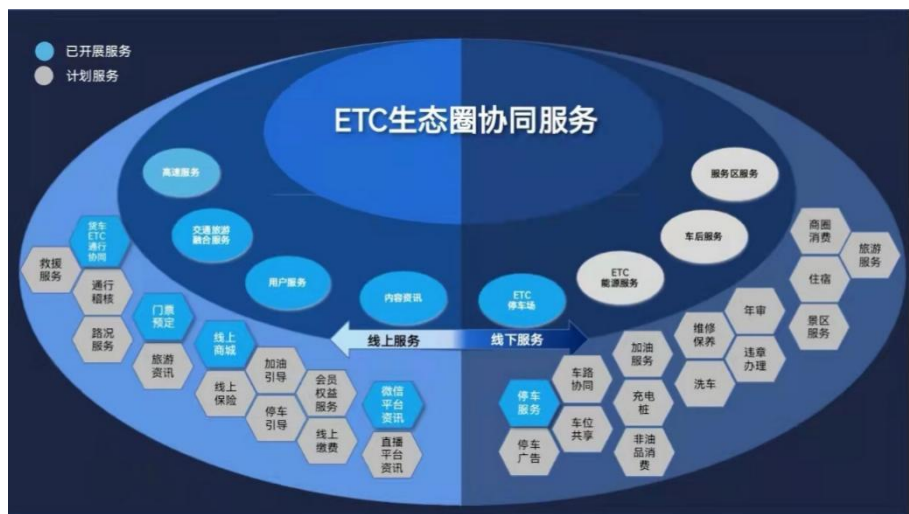 已开展服务
计划服务
ETC生态圈协同服务
高速服务
交通旅游
融合服务
用户服务
内容资讯
ETC
停车场
ETC
能源服务
车后服务
服务区服务
线上服务
线下服务
救援
服务
货车
ETC
通行
协同
通行
稽核
路况
服务
门票
预定
旅游
资讯
线上
商城
线上
保险
加油
引导
停车
引导
会员
权益
服务
线上
缴费
微信
平台
资讯
直播
平台
资讯
停车
服务
停车
广告
车路
协同
车位
共享
加油
服务
充电
桩
非油
品消
费
维修
保养
洗车
年审
违章
办理
商圈
消费
住宿
景区
服务
旅游
服务